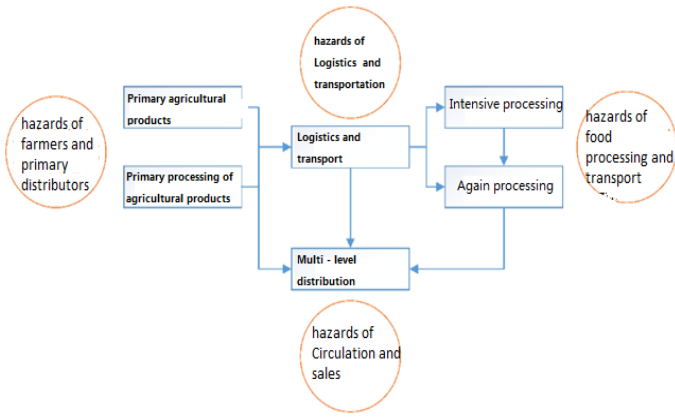 hazards of
Logistics and
transportation
hazards of
farmers and
primary
distributors
Primary agricultural
products
Primary processing of
agricultural products
Logistics and
transport
Intensive processing
Again processing
hazards of
food
processing and
transport
Multi - level
distribution
hazards of
Circulation and
sales